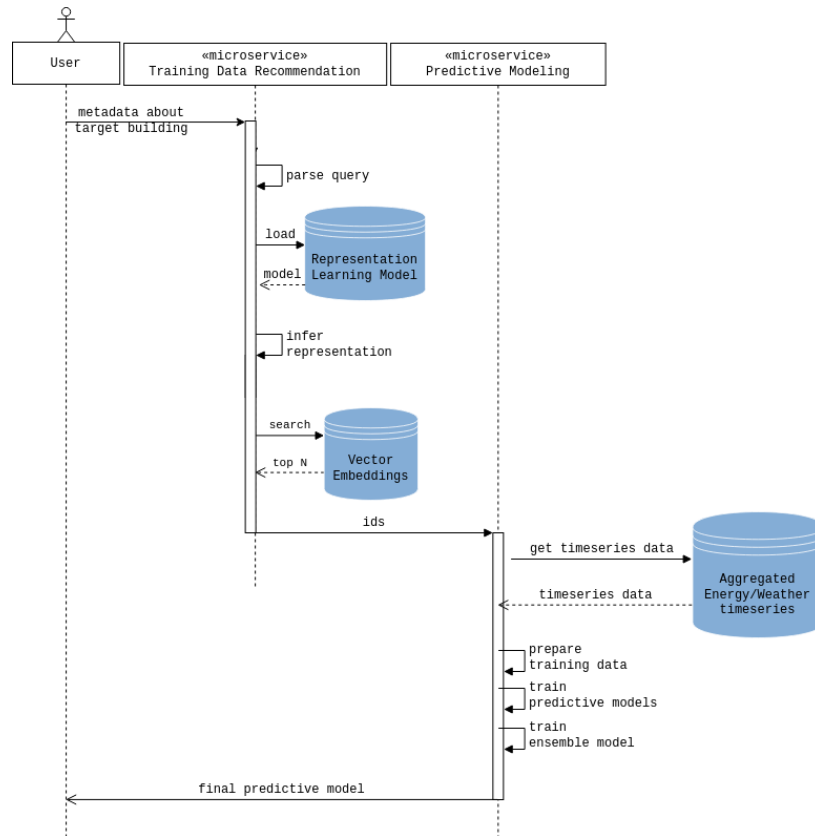 User
«microservice»
Training Data Recommendation
«microservice»
Predictive Modeling
metadata about
target building
parse query
load
Representation
Learning Model
model
infer
representation
search
Vector
Embeddings
top N
ids
get timeseries data
Aggregated
Energy/Weather
timeseries
timeseries data
prepare
training data
train
predictive models
train
ensemble model
final predictive model